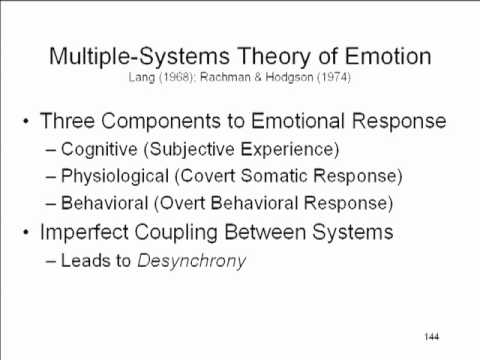 Multiple-Systems Theory of Emotion
Lang (1968): Rachman & Hodgson (1974)
• Three Components to Emotional Response
– Cognitive (Subjective Experience)
– Physiological (Covert Somatic Response)
– Behavioral (Overt Behavioral Response)
• Imperfect Coupling Between Systems
– Leads to Desynchrony
144